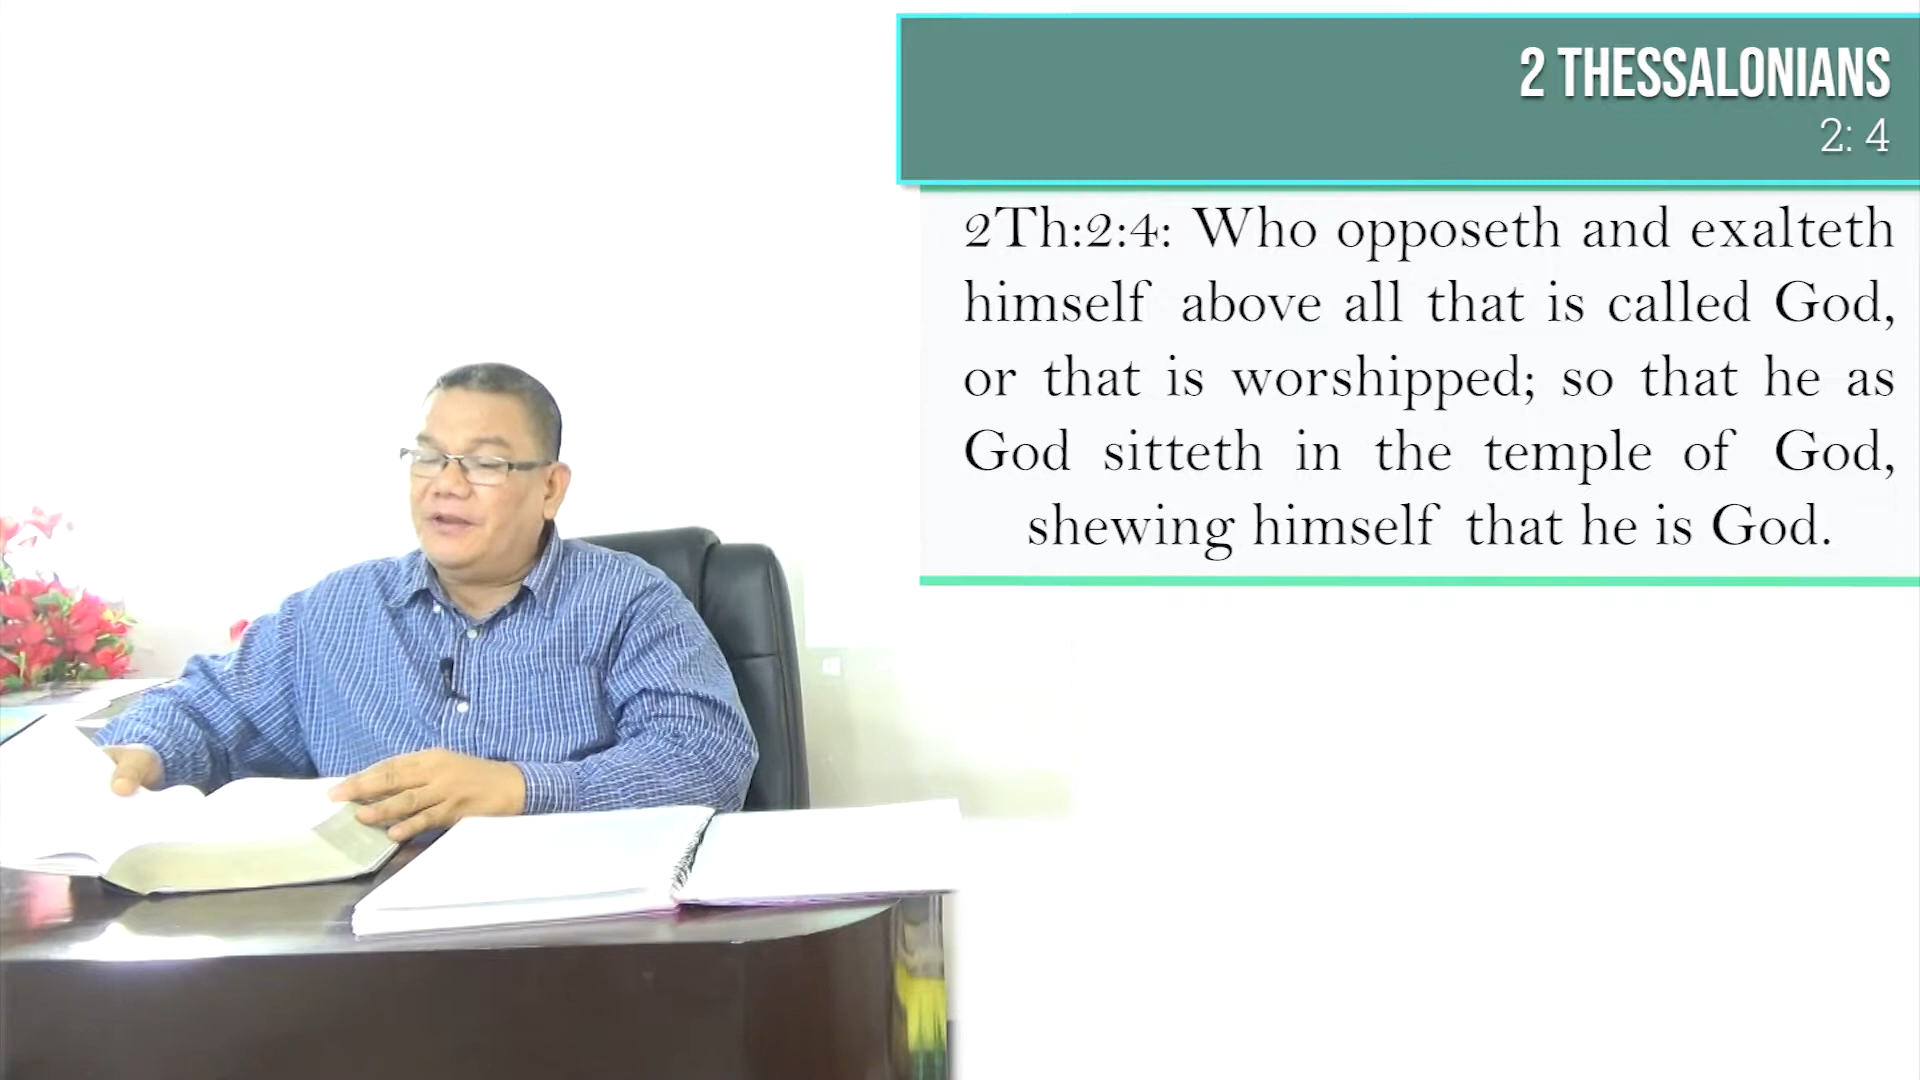 2 THESSALONIANS
2: 4
2Th:2:4: Who opposeth and exalteth
himself above all that is called God,
or that is worshipped; so that he as
God sitteth in the temple of God,
shewing himself that he is God.